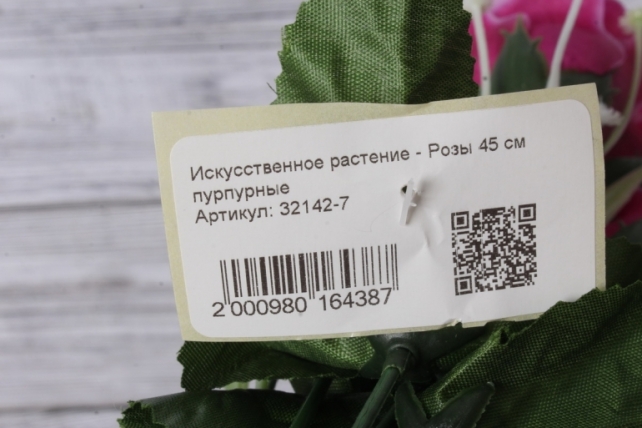 Искусственное растение - Розы 45 см
пурпурные
Артикул: 32142-7
2 000980 164387